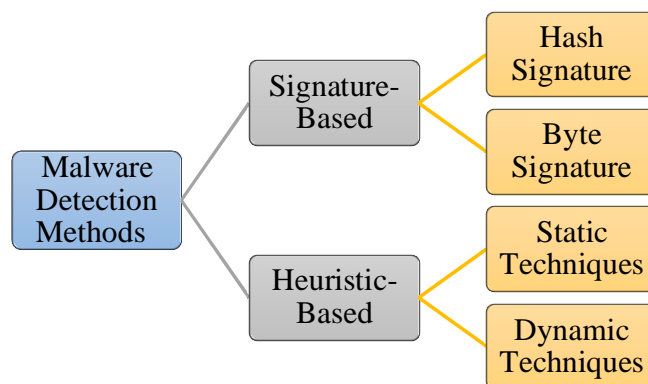 Malware
Detection
Methods
Signature-
Based
Hash
Signature
Byte
Signature
Heuristic-
Based
Static
Techniques
Dynamic
Techniques